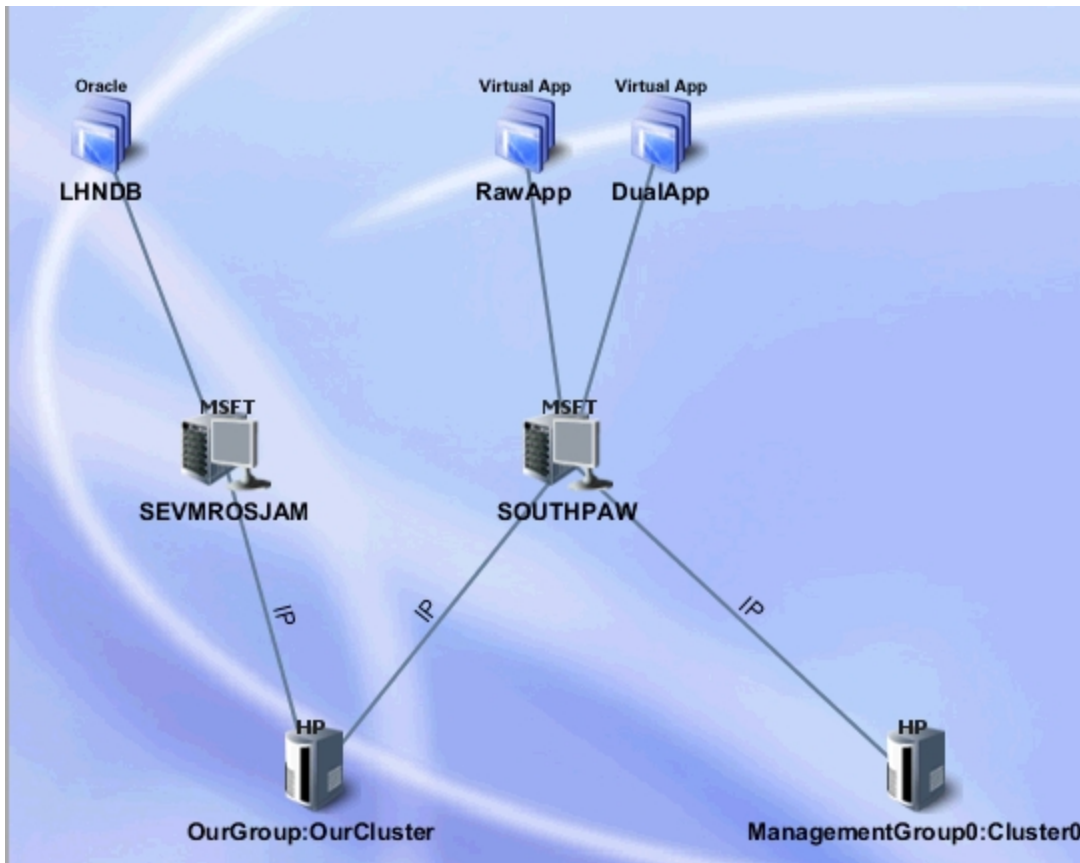 Oracle
LHNDB
Virtual App
RawApp
Virtual App
DualApp
MSFT
SEVMROSJAM
MSFT
SOUTHPAW
IP
IP
IP
HP
OurGroup:OurCluster
HP
ManagementGroup0:Cluster0